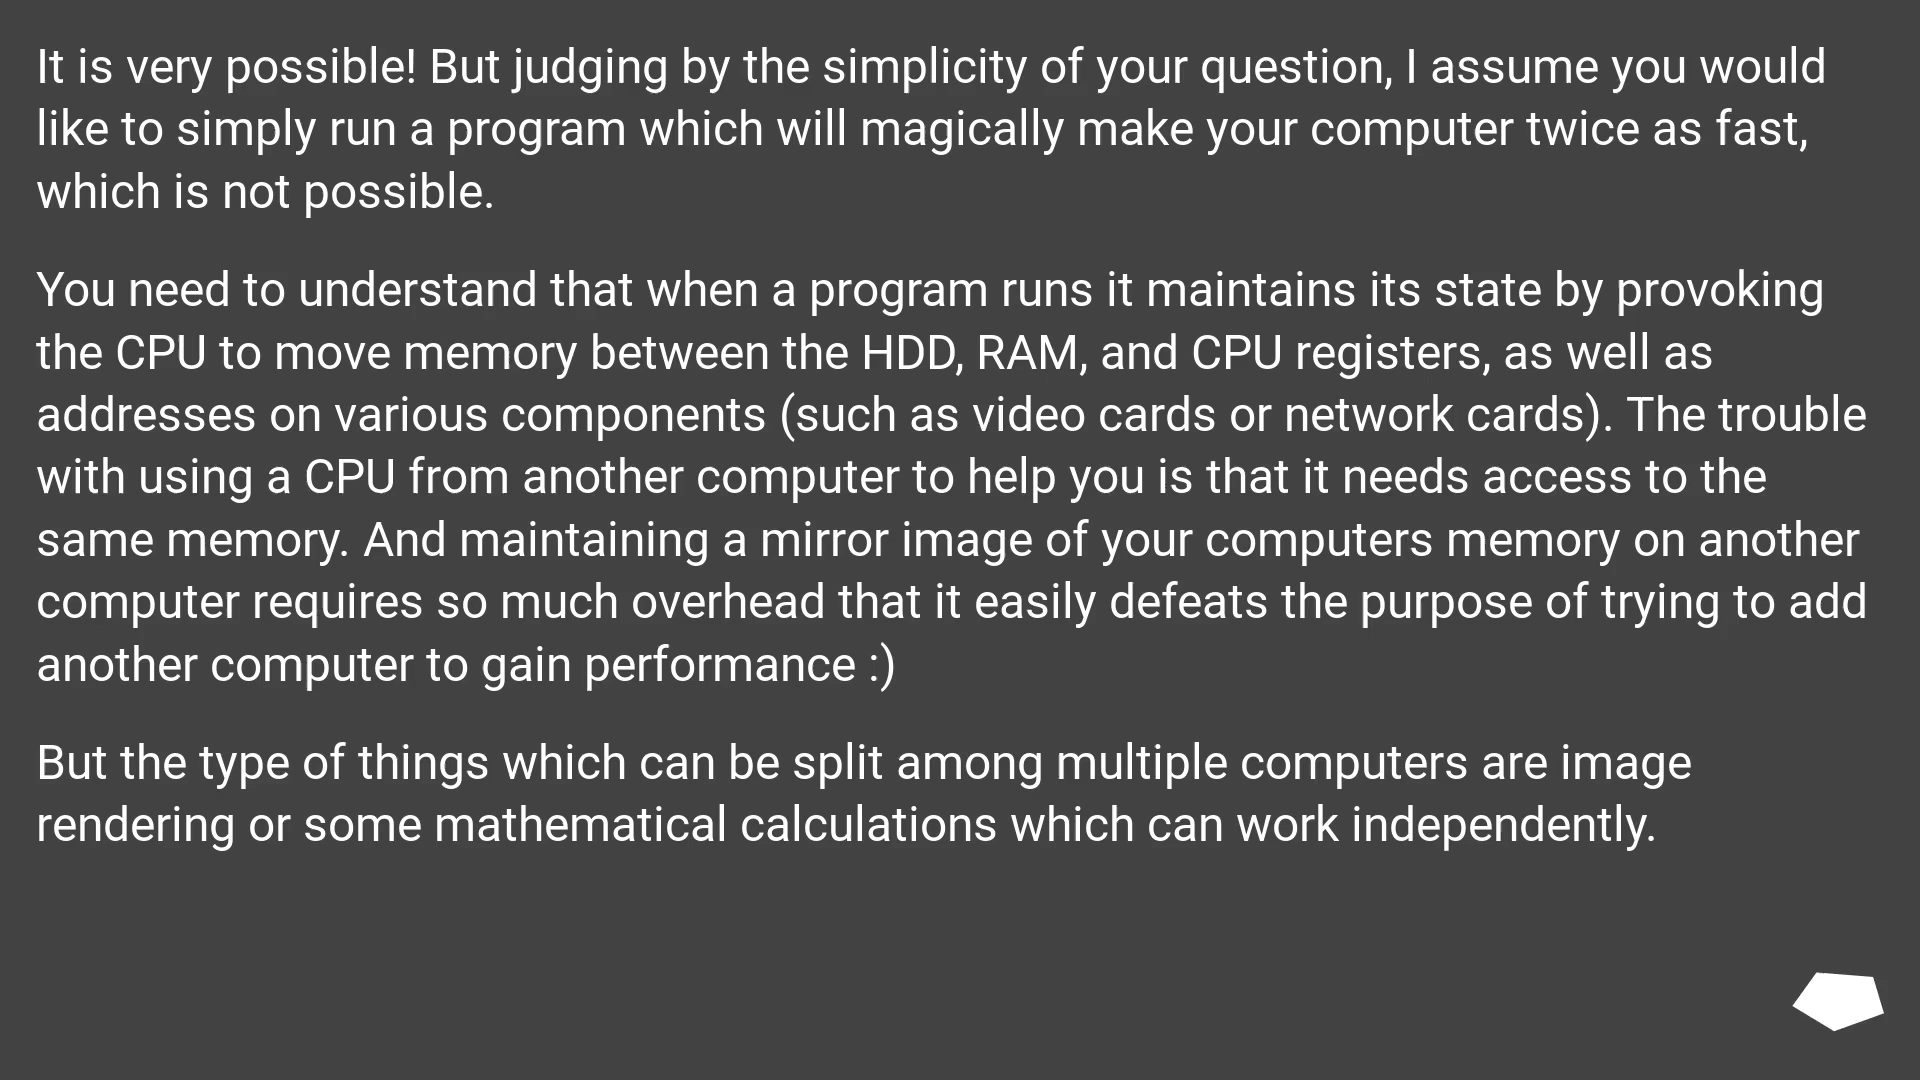 It is very possible! But judging by the simplicity of your question, I assume you would
like to simply run a program which will magically make your computer twice as fast,
which is not possible.
You need to understand that when a program runs it maintains its state by provoking
the CPU to move memory between the HDD, RAM, and CPU registers, as well as
addresses on various components (such as video cards or network cards). The trouble
with using a CPU from another computer to help you is that it needs access to the
same memory. And maintaining a mirror image of your computers memory on another
computer requires so much overhead that it easily defeats the purpose of trying to add
another computer to gain performance :)
But the type of things which can be split among multiple computers are image
rendering or some mathematical calculations which can work independently.